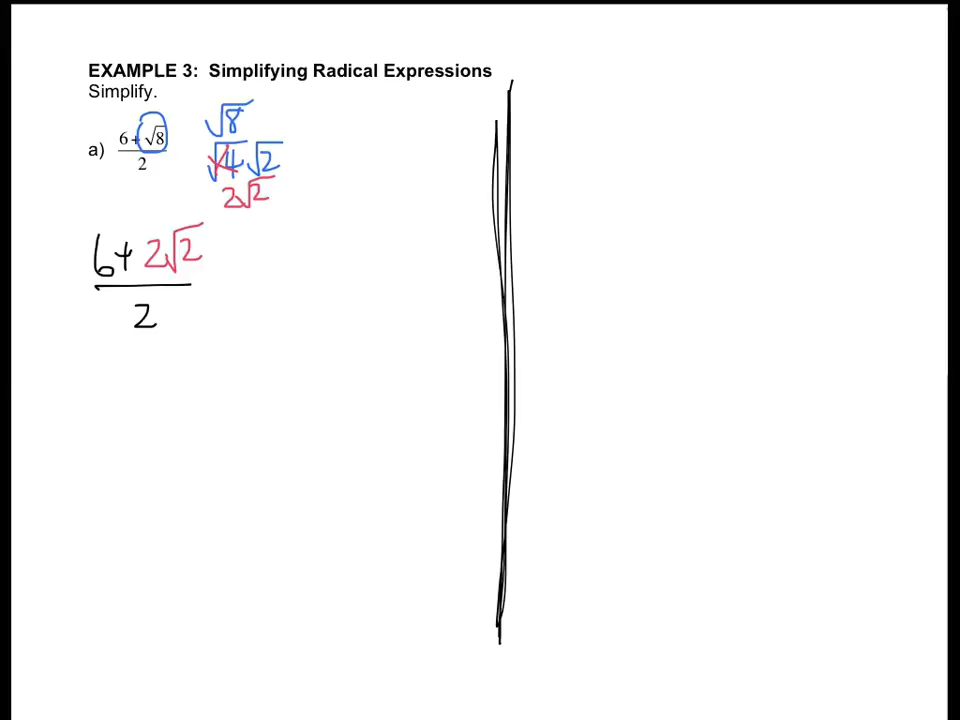 EXAMPLE 3: Simplifying Radical Expressions
Simplify.
a) (6 + √8)/2
√8
√4 √2
2√2
(6 + 2√2)/2